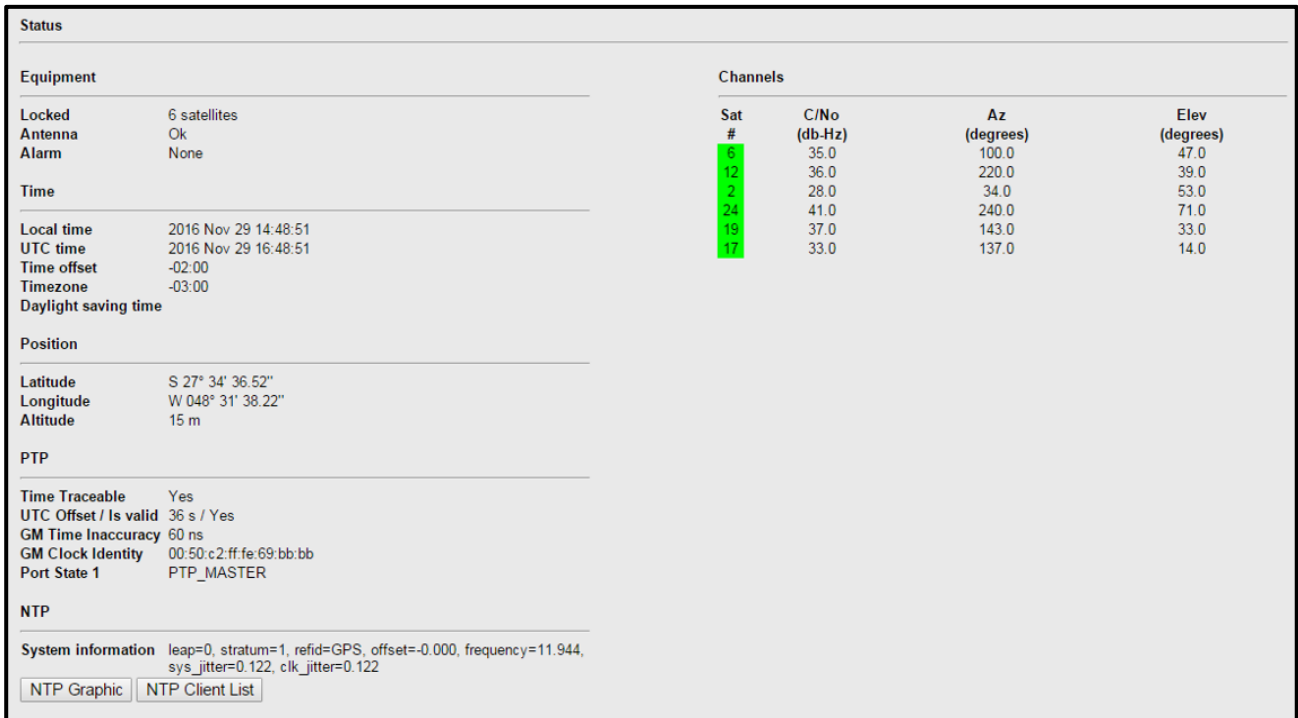 Status
Equipment
Locked 6 satellites
Antenna Ok
Alarm None
Time
Local time 2016 Nov 29 14:48:51
UTC time 2016 Nov 29 16:48:51
Time offset -02:00
Timezone -03:00
Daylight saving time
Position
Latitude S 27° 34' 36.52"
Longitude W 048° 31' 38.22"
Altitude 15 m
PTP
Time Traceable Yes
UTC Offset / Is valid 36 s / Yes
GM Time Inaccuracy 60 ns
GM Clock Identity 00:50:c2:ff:fe:69:bb:bb
Port State 1 PTP_MASTER
NTP
System information leap=0, stratum=1, refid=GPS, offset=-0.000, frequency=11.944,
sys_jitter=0.122, clk_jitter=0.122
NTP Graphic NTP Client List
Channels
Sat C/No Az Elev
# (db-Hz) (degrees) (degrees)
6 35.0 100.0 47.0
12 36.0 220.0 39.0
2 28.0 34.0 53.0
24 41.0 240.0 71.0
19 37.0 143.0 33.0
17 33.0 137.0 14.0